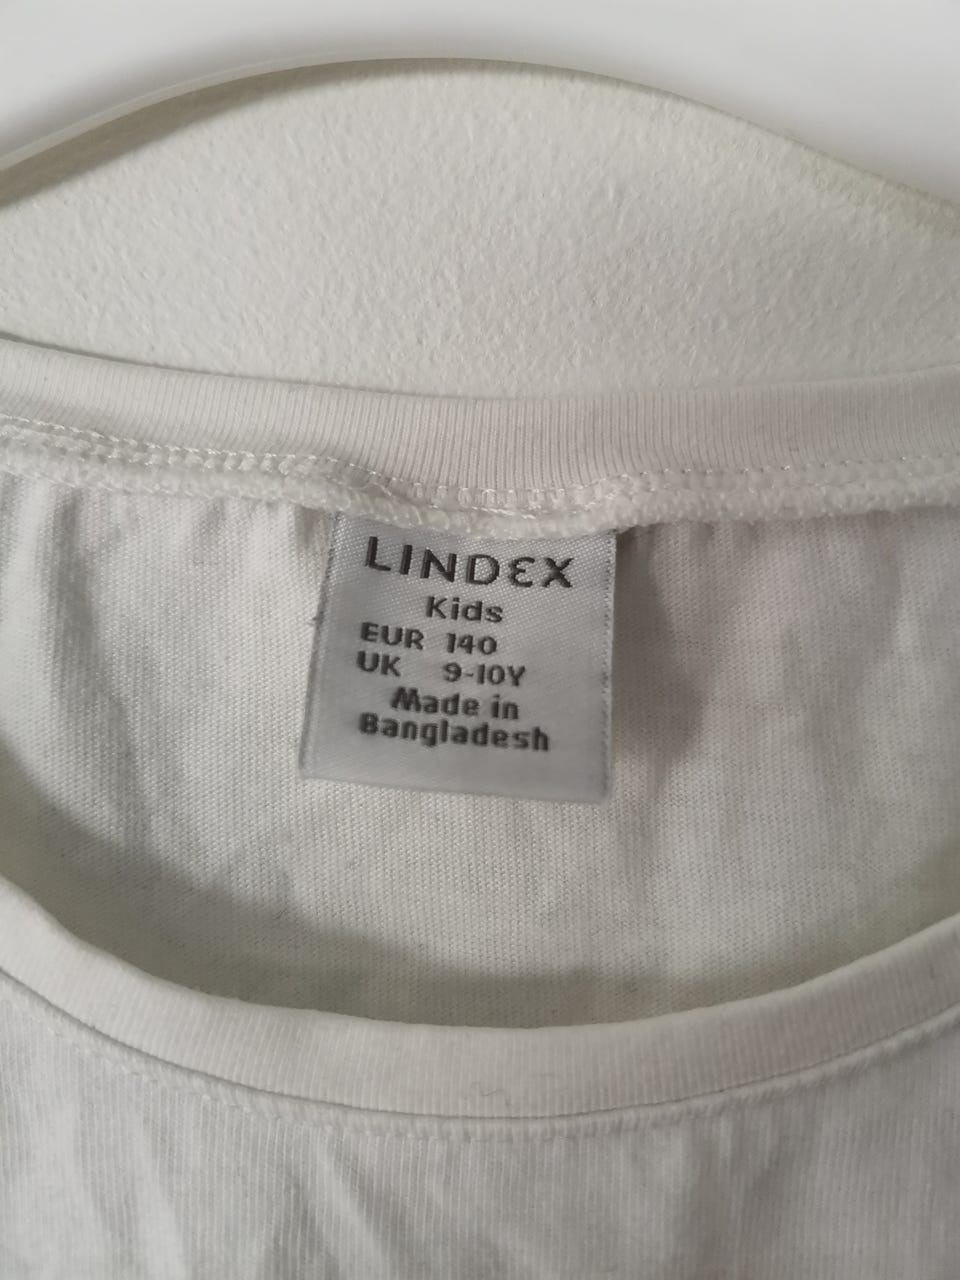 LINDEX
Kids
EUR 140
UK 9-10Y
Made in
Bangladesh